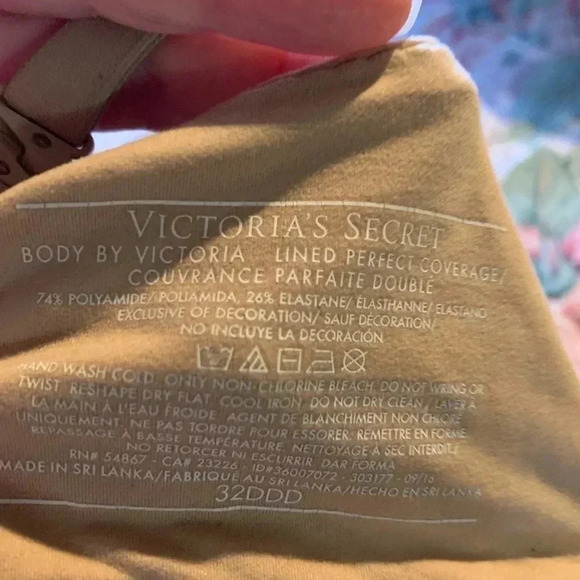 VICTORIA'S SECRET
BODY BY VICTORIA LINED PERFECT COVERAGE/
COUVRANCE PARFAITE DOUBLÉ
74% POLYAMIDE/ POLIAMIDA, 26% ELASTANE/ ÉLASTHANNE/ ELASTANO
EXCLUSIVE OF DECORATION/ SAUF DÉCORATION/
NO INCLUYE LA DECORACIÓN
HAND WASH COLD. ONLY NON-CHLORINE BLEACH. DO NOT WRING OR
TWIST. RESHAPE DRY FLAT. COOL IRON. DO NOT DRY CLEAN./ LAVER À
LA MAIN À L'EAU FROIDE. AGENT DE BLANCHIMENT NON CHLORÉ
UNIQUEMENT. NE PAS TORDRE POUR ESSORER. REMETTRE EN FORME.
REPASSAGE À BASSE TEMPÉRATURE. NETTOYAGE À SEC INTERDIT./
NO RETORCER NI ESCURRIR. DAR FORMA
RN# 54867 - CA# 23226 - ID#36007072 - 303177 - 09/16
MADE IN SRI LANKA/FABRIQUÉ AU SRI LANKA/HECHO EN SRI LANKA
32DDD